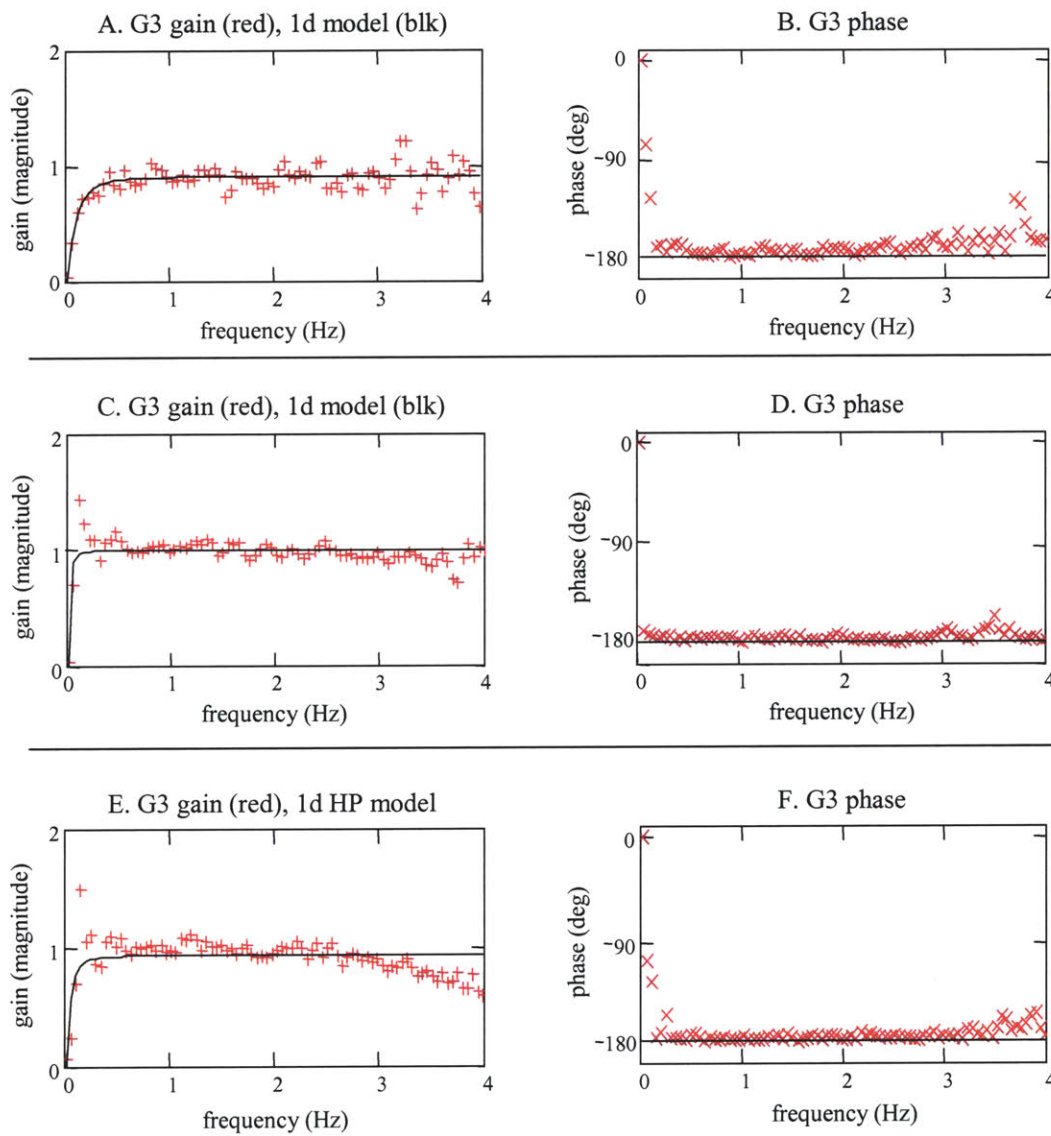 A. G3 gain (red), 1d model (blk)
2
1
0
gain (magnitude)
0 1 2 3 4
frequency (Hz)
B. G3 phase
0
−90
−180
phase (deg)
0 1 2 3 4
frequency (Hz)
C. G3 gain (red), 1d model (blk)
2
1
0
gain (magnitude)
0 1 2 3 4
frequency (Hz)
D. G3 phase
0
−90
−180
phase (deg)
0 1 2 3 4
frequency (Hz)
E. G3 gain (red), 1d HP model
2
1
0
gain (magnitude)
0 1 2 3 4
frequency (Hz)
F. G3 phase
0
−90
−180
phase (deg)
0 1 2 3 4
frequency (Hz)